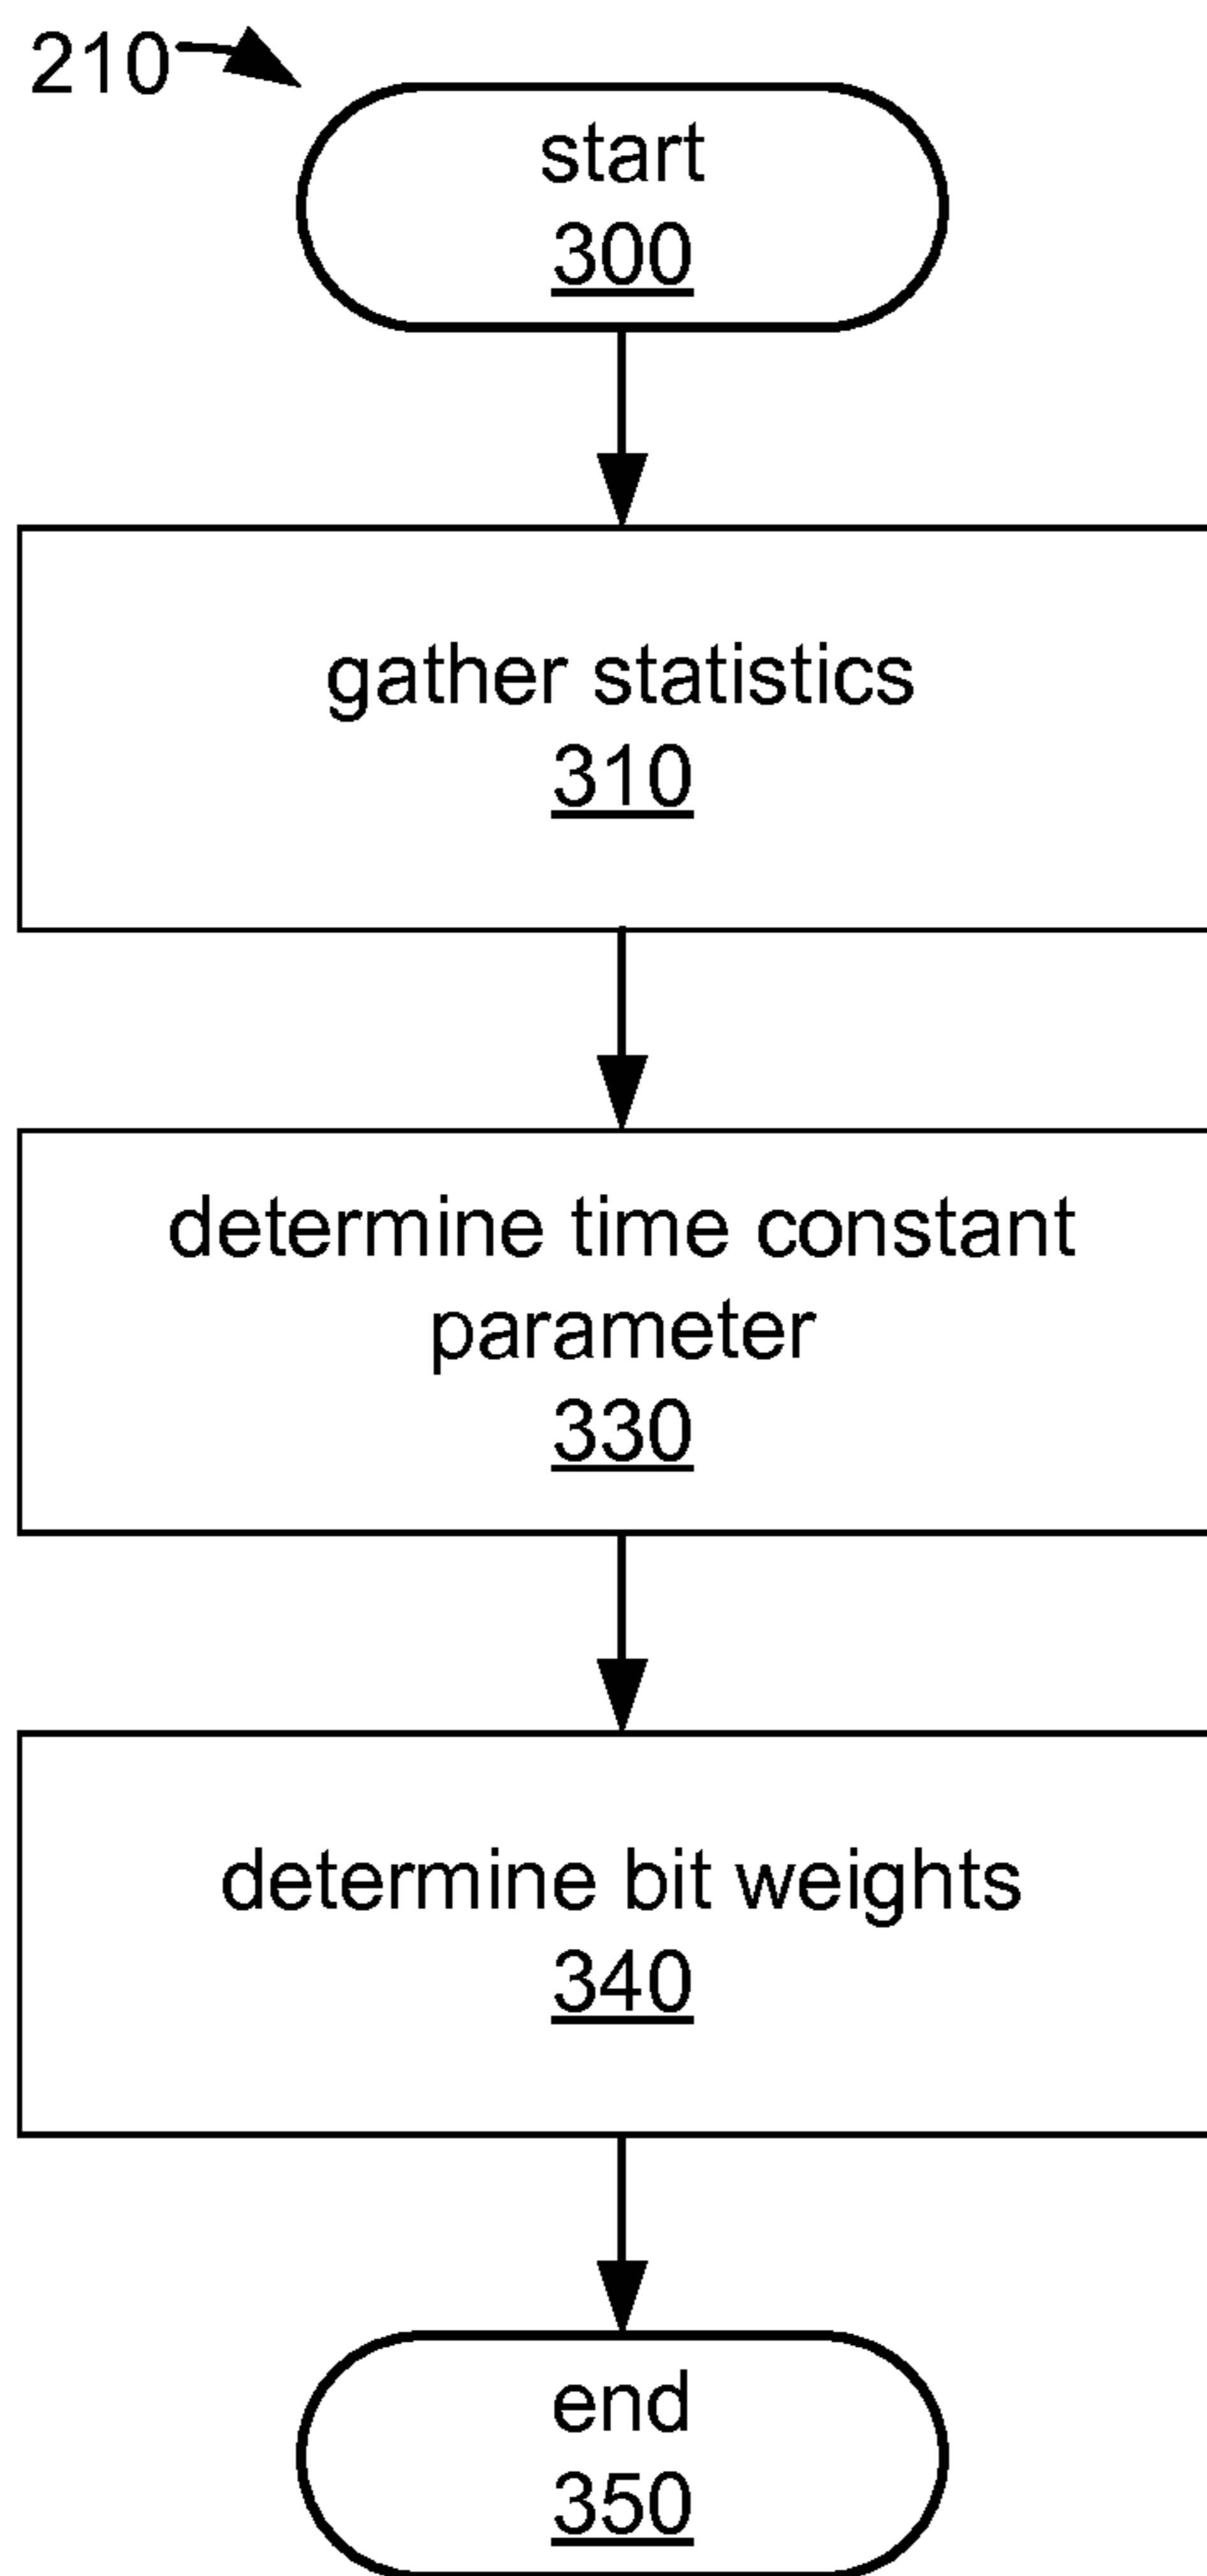 210
start
300
gather statistics
310
determine time constant
parameter
330
determine bit weights
340
end
350